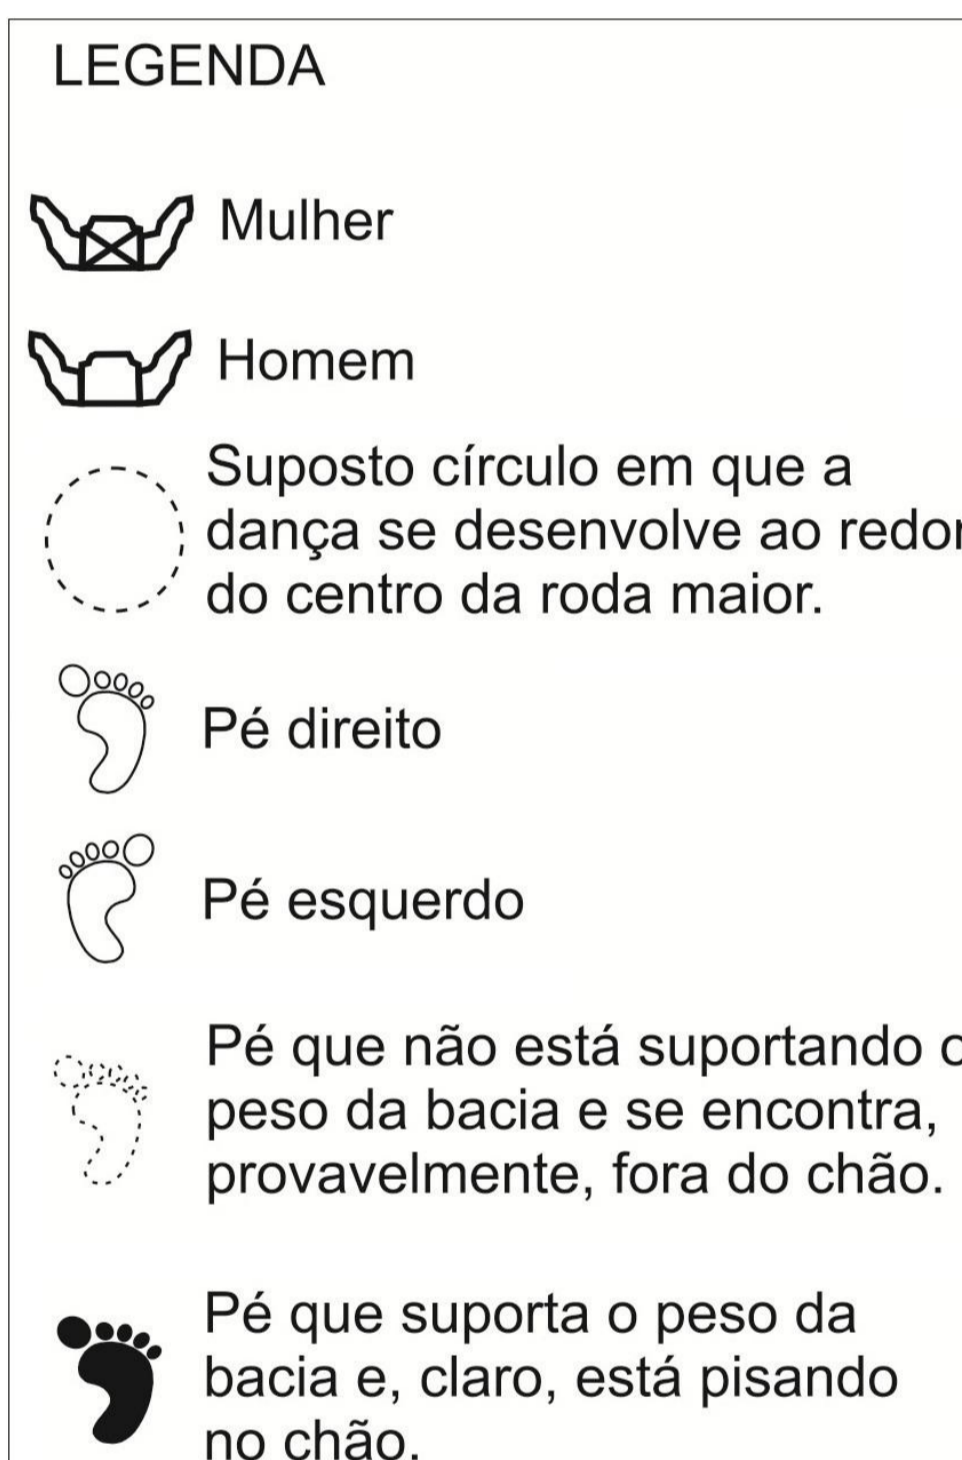 LEGENDA
Mulher
Homem
Suposto círculo em que a
dança se desenvolve ao redor
do centro da roda maior.
Pé direito
Pé esquerdo
Pé que não está suportando o
peso da bacia e se encontra,
provavelmente, fora do chão.
Pé que suporta o peso da
bacia e, claro, está pisando
no chão.